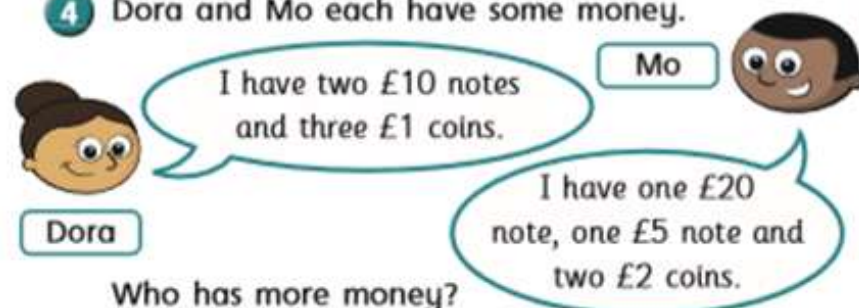 4 Dora and Mo each have some money.
I have two £10 notes
and three £1 coins.
Mo
Dora
I have one £20
note, one £5 note and
two £2 coins.
Who has more money?